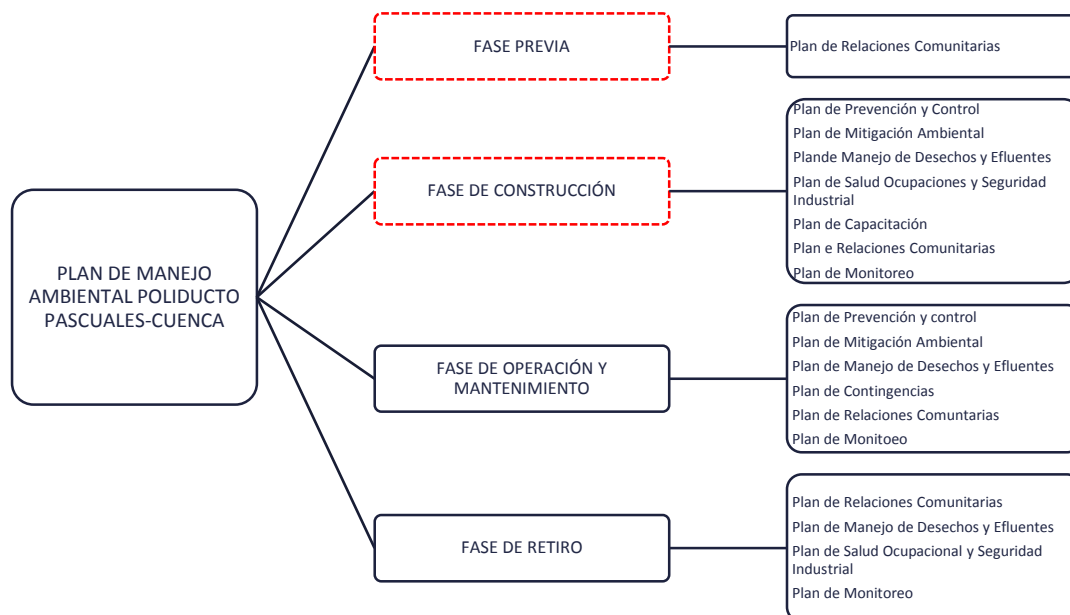 PLAN DE MANEJO
AMBIENTAL POLIDUCTO
PASCUALES-CUENCA
FASE PREVIA
Plan de Relaciones Comunitarias
FASE DE CONSTRUCCIÓN
Plan de Prevención y Control
Plan de Mitigación Ambiental
Plande Manejo de Desechos y Efluentes
Plan de Salud Ocupaciones y Seguridad
Industrial
Plan de Capacitación
Plan e Relaciones Comunitarias
Plan de Monitoreo
FASE DE OPERACIÓN Y
MANTENIMIENTO
Plan de Prevención y control
Plan de Mitigación Ambiental
Plan de Manejo de Desechos y Efluentes
Plan de Contingencias
Plan de Relaciones Comuntarias
Plan de Monitoeo
FASE DE RETIRO
Plan de Relaciones Comunitarias
Plan de Manejo de Desechos y Efluentes
Plan de Salud Ocupacional y Seguridad
Industrial
Plan de Monitoreo